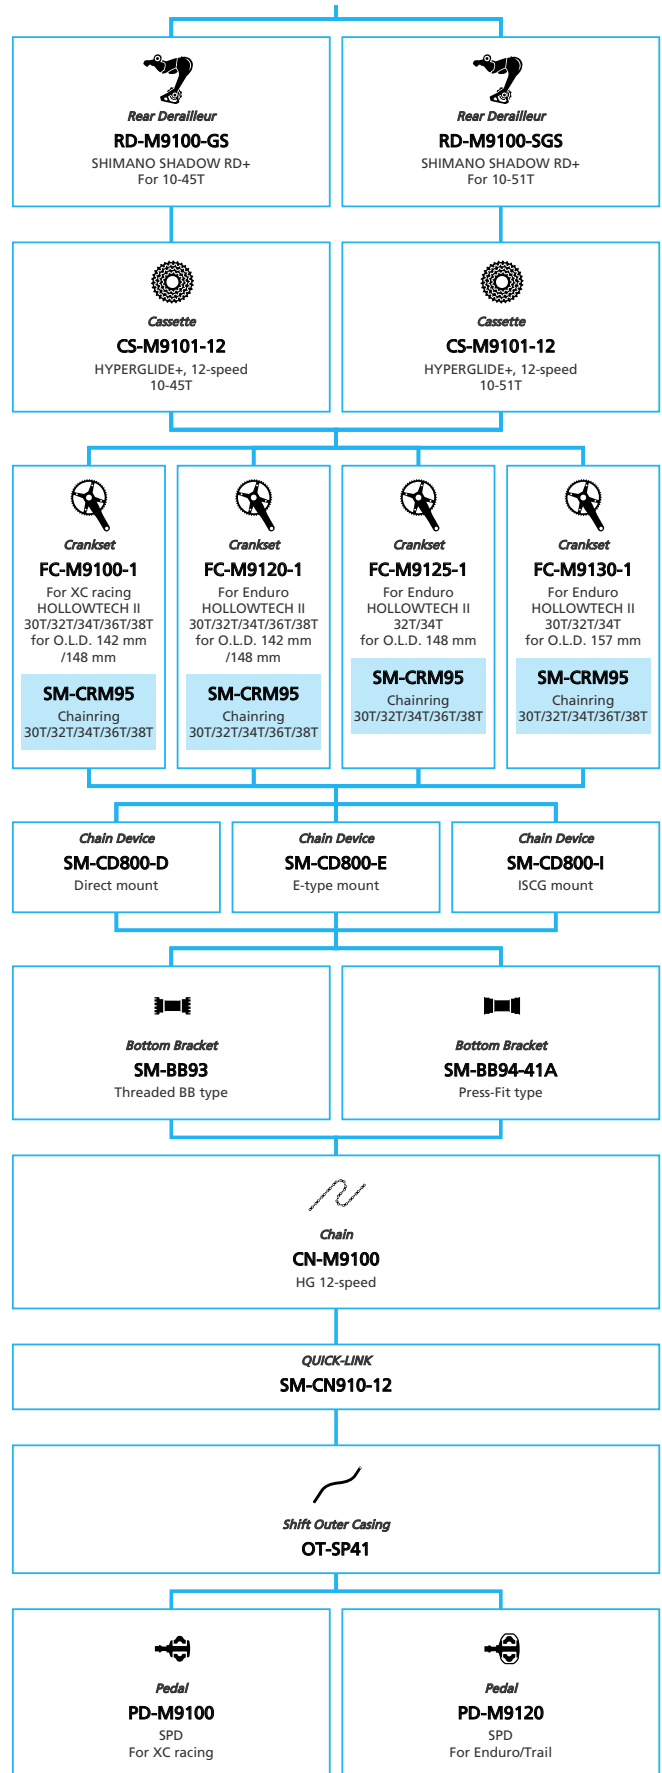 Rear Derailleur
RD-M9100-GS
SHIMANO SHADOW RD+
For 10-45T
Rear Derailleur
RD-M9100-SGS
SHIMANO SHADOW RD+
For 10-51T
Cassette
CS-M9101-12
HYPERGLIDE+, 12-speed
10-45T
Cassette
CS-M9101-12
HYPERGLIDE+, 12-speed
10-51T
Crankset
FC-M9100-1
For XC racing
HOLLOWTECH II
30T/32T/34T/36T/38T
for O.L.D. 142 mm
/148 mm
SM-CRM95
Chainring
30T/32T/34T/36T/38T
Crankset
FC-M9120-1
For Enduro
HOLLOWTECH II
30T/32T/34T/36T/38T
for O.L.D. 142 mm
/148 mm
SM-CRM95
Chainring
30T/32T/34T/36T/38T
Crankset
FC-M9125-1
For Enduro
HOLLOWTECH II
32T/34T
for O.L.D. 148 mm
SM-CRM95
Chainring
30T/32T/34T/36T/38T
Crankset
FC-M9130-1
For Enduro
HOLLOWTECH II
30T/32T/34T
for O.L.D. 157 mm
SM-CRM95
Chainring
30T/32T/34T/36T/38T
Chain Device
SM-CD800-D
Direct mount
Chain Device
SM-CD800-E
E-type mount
Chain Device
SM-CD800-I
ISCG mount
Bottom Bracket
SM-BB93
Threaded BB type
Bottom Bracket
SM-BB94-41A
Press-Fit type
Chain
CN-M9100
HG 12-speed
QUICK-LINK
SM-CN910-12
Shift Outer Casing
OT-SP41
Pedal
PD-M9100
SPD
For XC racing
Pedal
PD-M9120
SPD
For Enduro/Trail